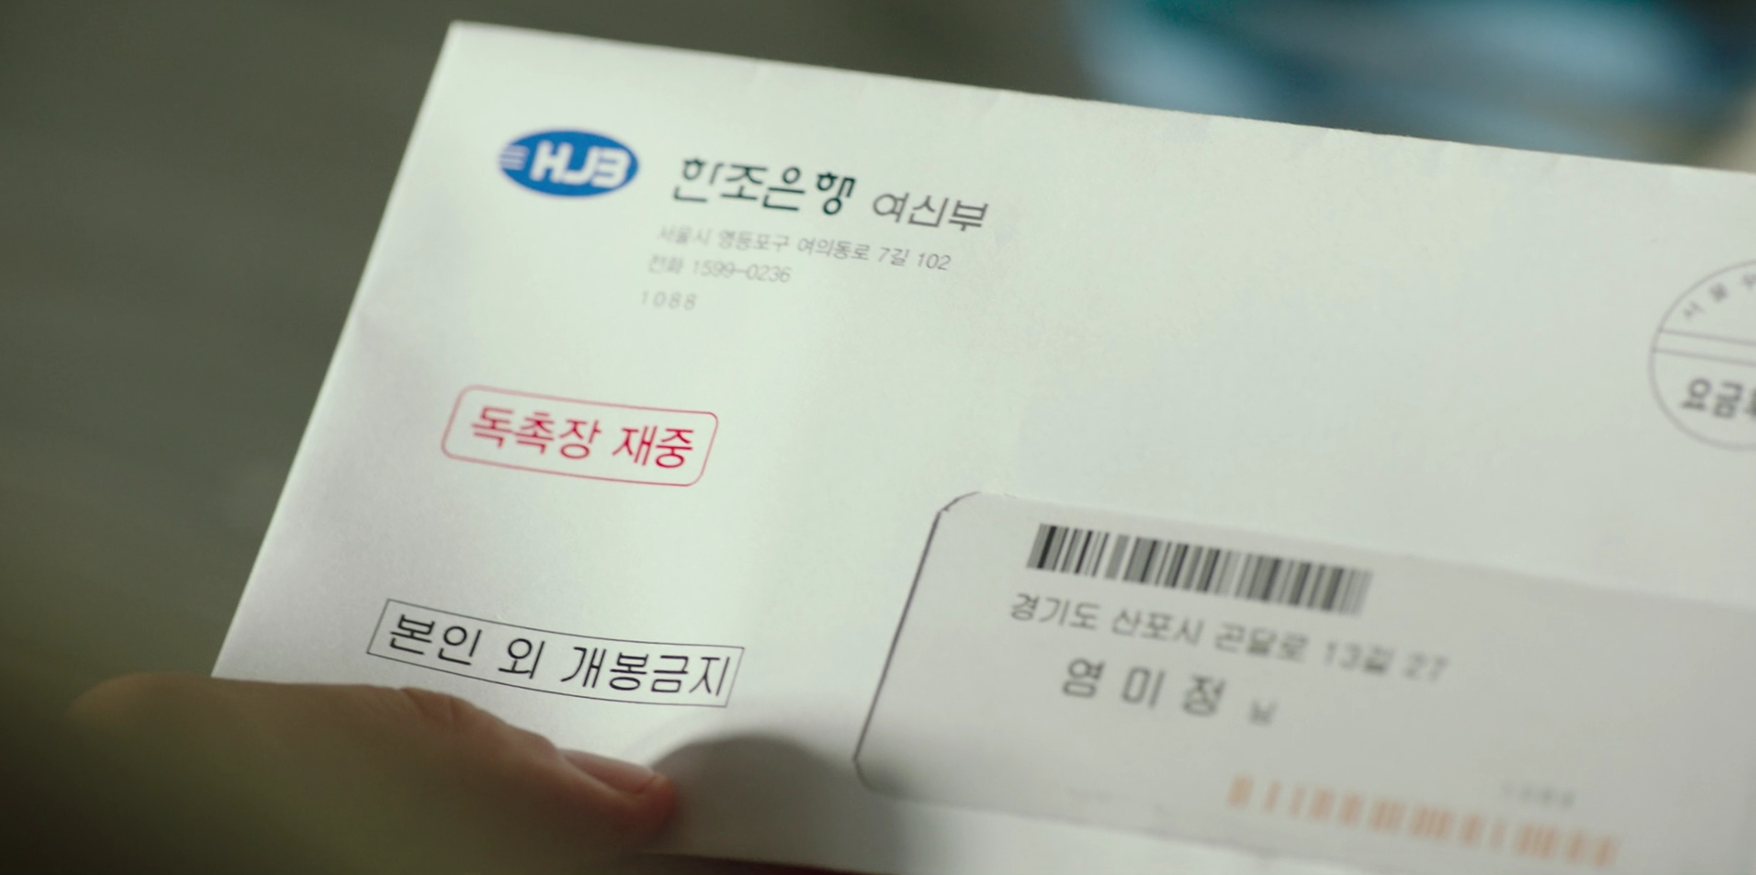 HJB
한조은행 여신부
서울시 영등포구 여의동로 7길 102
전화 1599-0236
1088
독촉장 재중
본인 외 개봉금지
서울
요금
경기도 산포시 곤달로 13길 27
염미정 님
1088